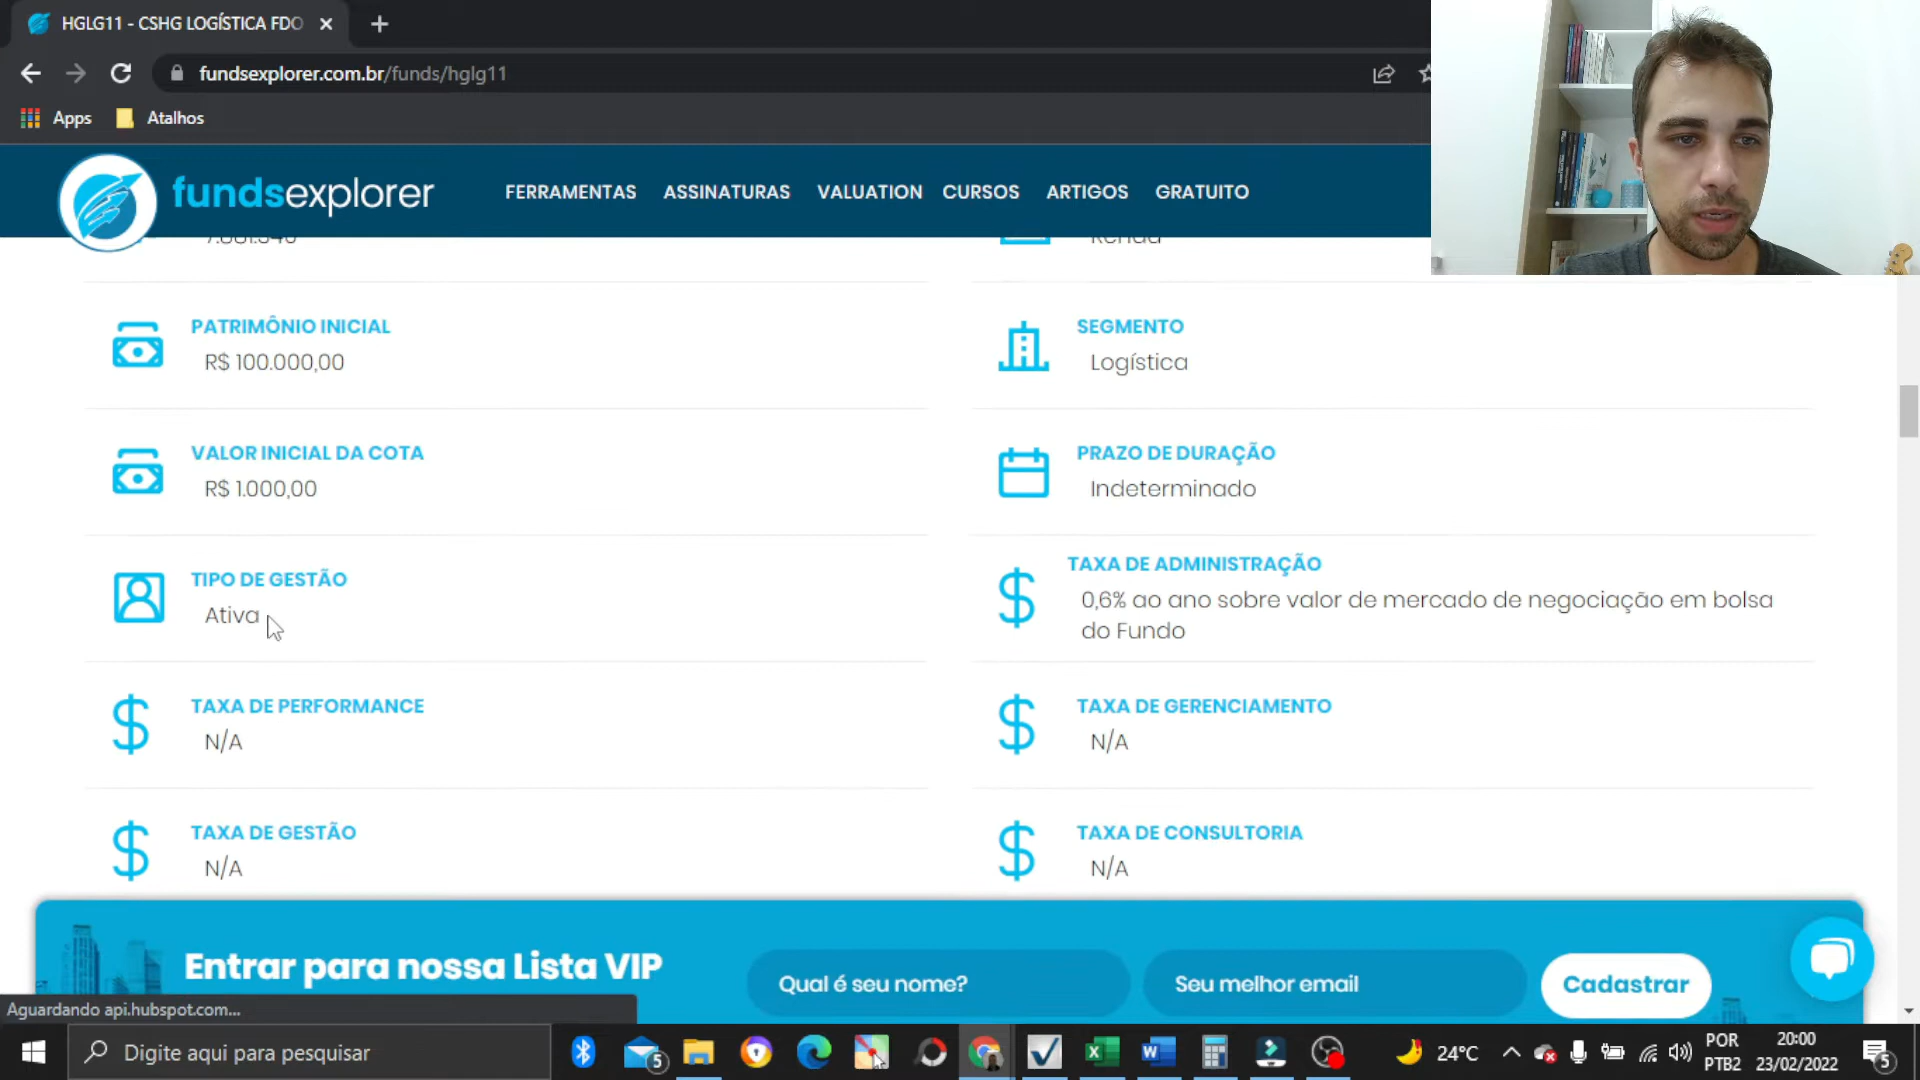 HGLG11 - CSHG LOGÍSTICA FDO
fundsexplorer.com.br/funds/hglg11
Apps
Atalhos
fundsexplorer
FERRAMENTAS
ASSINATURAS
VALUATION
CURSOS
ARTIGOS
GRATUITO
PATRIMÔNIO INICIAL
R$ 100.000,00
SEGMENTO
Logística
VALOR INICIAL DA COTA
R$ 1.000,00
PRAZO DE DURAÇÃO
Indeterminado
TIPO DE GESTÃO
Ativa
TAXA DE ADMINISTRAÇÃO
0,6% ao ano sobre valor de mercado de negociação em bolsa
do Fundo
TAXA DE PERFORMANCE
N/A
TAXA DE GERENCIAMENTO
N/A
TAXA DE GESTÃO
N/A
TAXA DE CONSULTORIA
N/A
Entrar para nossa Lista VIP
Qual é seu nome?
Seu melhor email
Cadastrar
Aguardando api.hubspot.com...
Digite aqui para pesquisar
5
24°C
POR
PTB2
20:00
23/02/2022
5